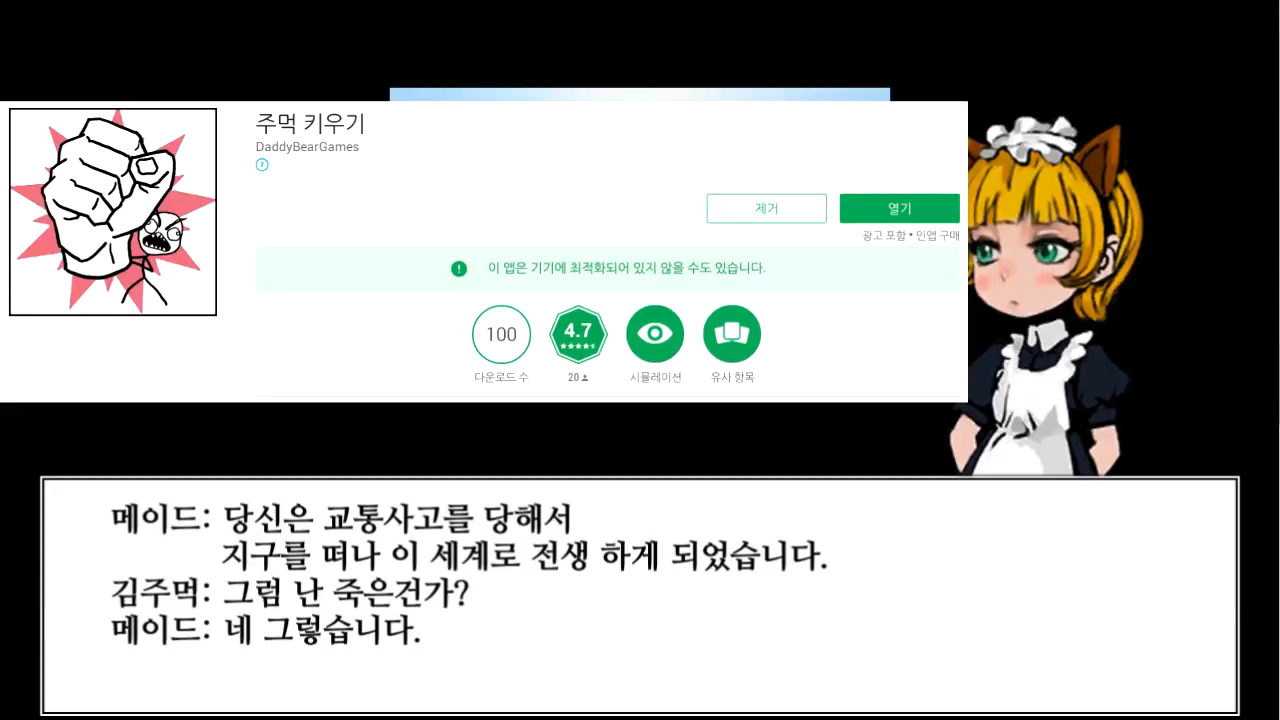 주먹 키우기
DaddyBearGames
7
제거
열기
광고 포함 • 인앱 구매
! 이 앱은 기기에 최적화되어 있지 않을 수도 있습니다.
100
4.7
다운로드 수
20
시뮬레이션
유사 항목
메이드: 당신은 교통사고를 당해서
지구를 떠나 이 세계로 전생 하게 되었습니다.
김주먹: 그럼 난 죽은건가?
메이드: 네 그렇습니다.